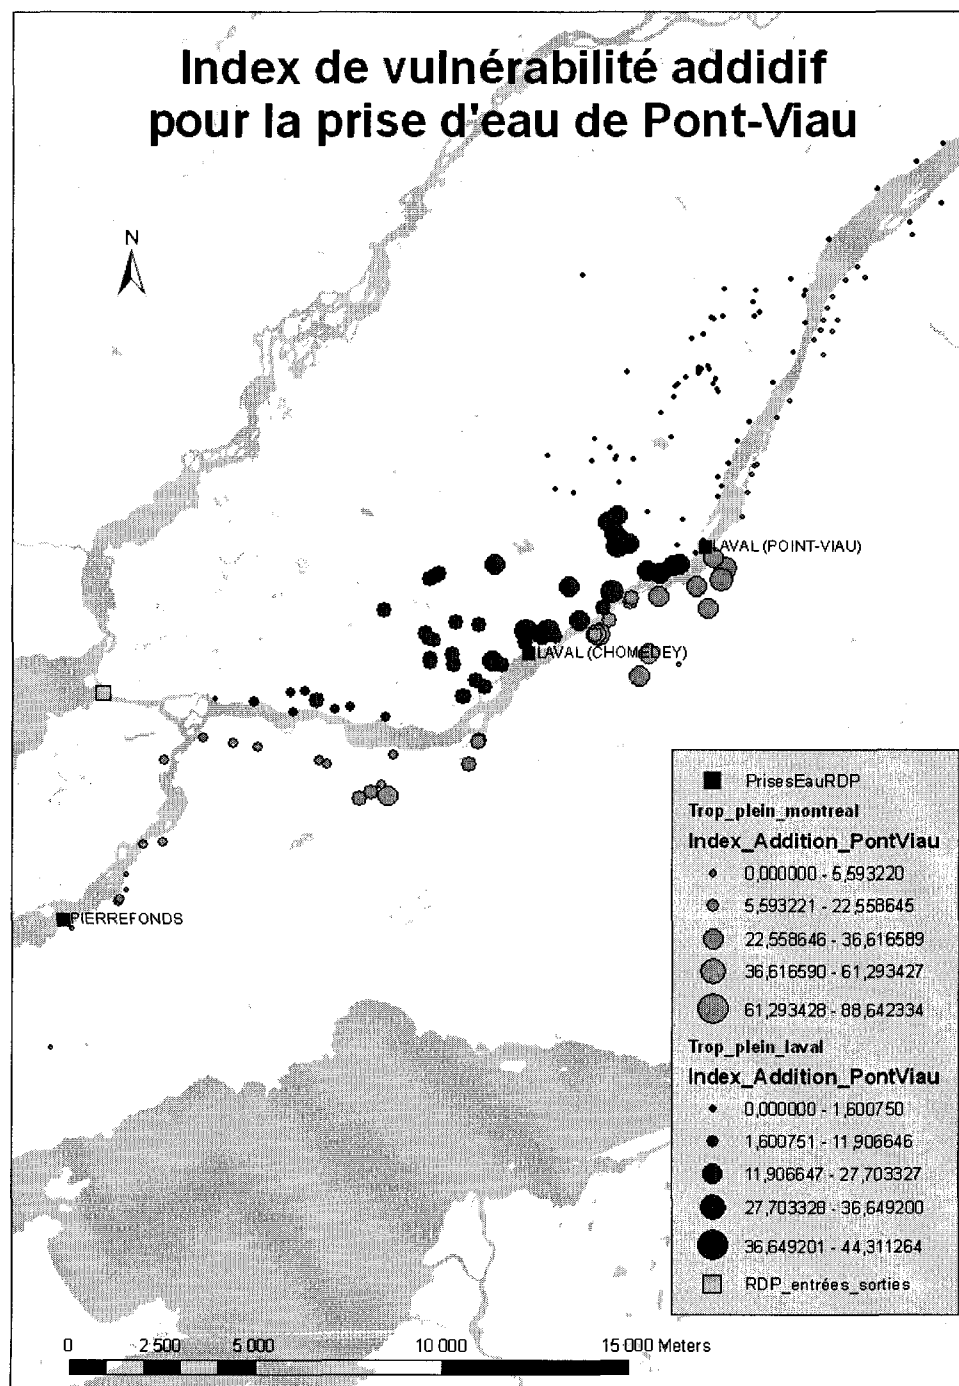 Index de vulnérabilité addidif
pour la prise d'eau de Pont-Viau
N
LAVAL (POINT-VIAU)
LAVAL (CHOMEDEY)
PIERREFONDS
PrisesEauRDP
Trop_plein_montreal
Index_Addition_PontViau
0,000000 - 5,593220
5,593221 - 22,558645
22,558646 - 36,616589
36,616590 - 61,293427
61,293428 - 88,642334
Trop_plein_laval
Index_Addition_PontViau
0,000000 - 1,600750
1,600751 - 11,906646
11,906647 - 27,703327
27,703328 - 36,649200
36,649201 - 44,311264
RDP_entrées_sorties
0 2 500 5 000 10 000 15 000 Meters